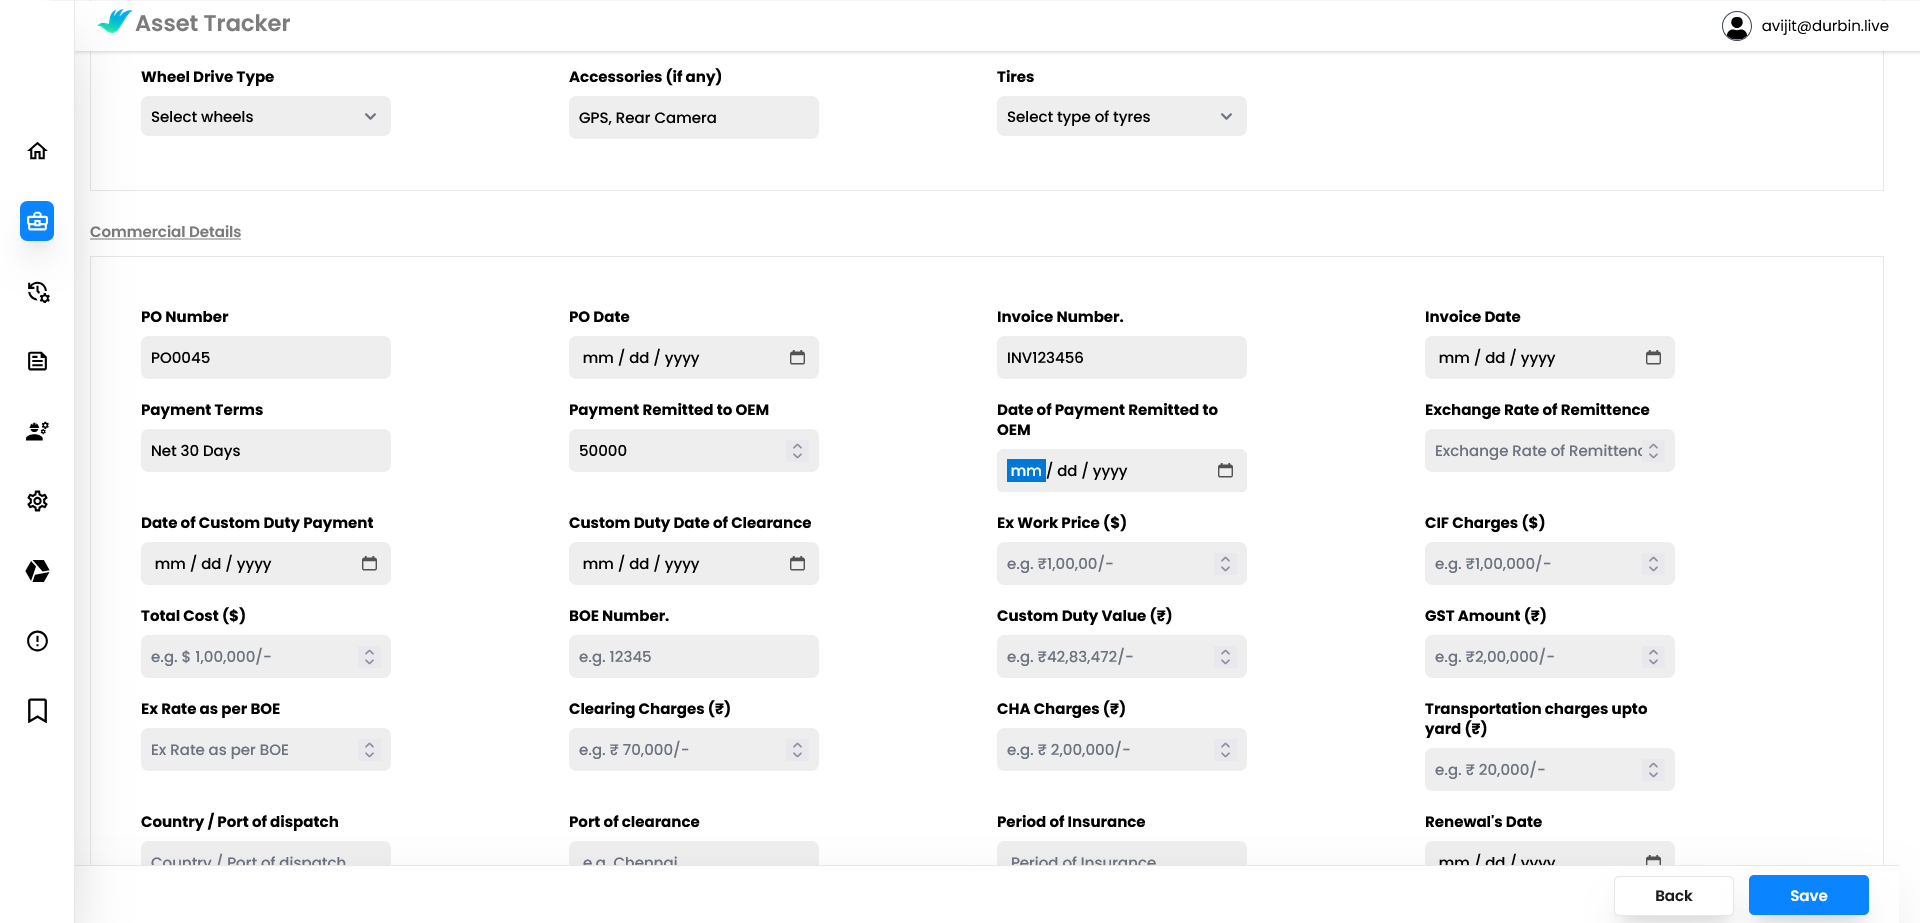 Asset Tracker
avijit@durbin.live
Wheel Drive Type
Accessories (if any)
Tires
Select wheels
GPS, Rear Camera
Select type of tyres
Commercial Details
PO Number
PO Date
Invoice Number.
Invoice Date
PO0045
mm / dd / yyyy
INV123456
mm / dd / yyyy
Payment Terms
Payment Remitted to OEM
Date of Payment Remitted to
OEM
Exchange Rate of Remittence
Net 30 Days
50000
mm / dd / yyyy
Exchange Rate of Remittenc
Date of Custom Duty Payment
Custom Duty Date of Clearance
Ex Work Price ($)
CIF Charges ($)
mm / dd / yyyy
mm / dd / yyyy
e.g. ₹1,00,00/-
e.g. ₹1,00,000/-
Total Cost ($)
BOE Number.
Custom Duty Value (₹)
GST Amount (₹)
e.g. $ 1,00,000/-
e.g. 12345
e.g. ₹42,83,472/-
e.g. ₹2,00,000/-
Ex Rate as per BOE
Clearing Charges (₹)
CHA Charges (₹)
Transportation charges upto
yard (₹)
Ex Rate as per BOE
e.g. ₹ 70,000/-
e.g. ₹ 2,00,000/-
e.g. ₹ 20,000/-
Country / Port of dispatch
Port of clearance
Period of Insurance
Renewal's Date
Country / Port of dispatch
e.g. Chennai
Period of Insurance
mm / dd / yyyy
Back
Save